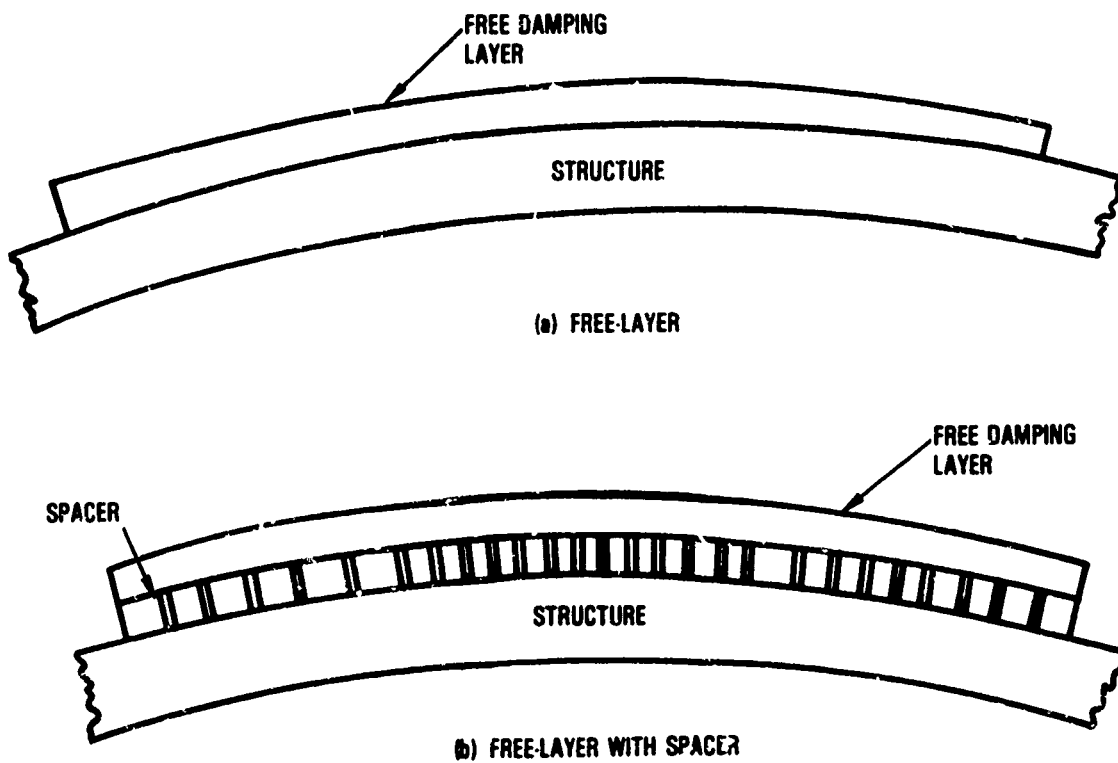 FREE DAMPING
LAYER
STRUCTURE
(a) FREE-LAYER
FREE DAMPING
LAYER
SPACER
STRUCTURE
(b) FREE-LAYER WITH SPACER